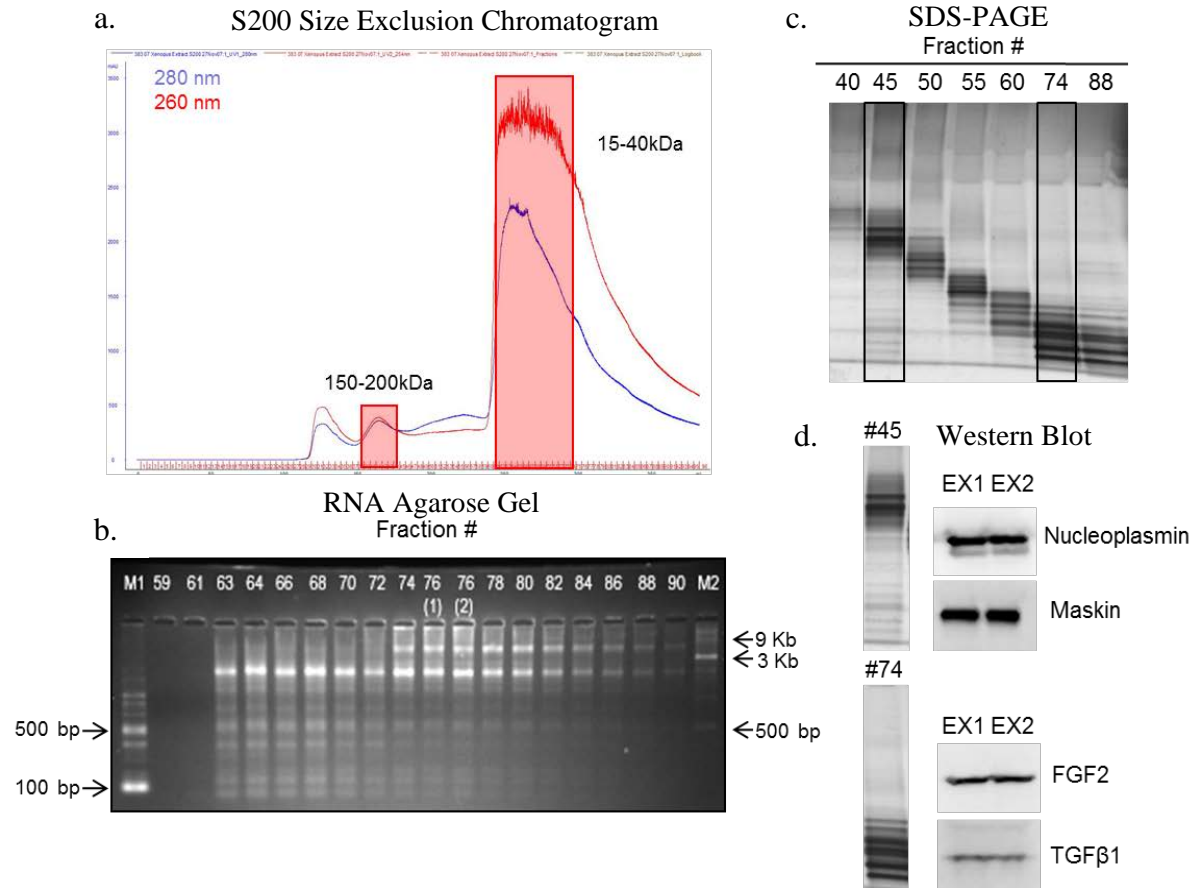 a.
S200 Size Exclusion Chromatogram
280 nm
260 nm
15-40kDa
150-200kDa
b.
RNA Agarose Gel
Fraction #
M1 59 61 63 64 66 68 70 72 74 76 76 78 80 82 84 86 88 90 M2
(1) (2)
9 Kb
3 Kb
500 bp
500 bp
100 bp
c.
SDS-PAGE
Fraction #
40 45 50 55 60 74 88
d.
#45
Western Blot
EX1 EX2
Nucleoplasmin
Maskin
#74
EX1 EX2
FGF2
TGFβ1